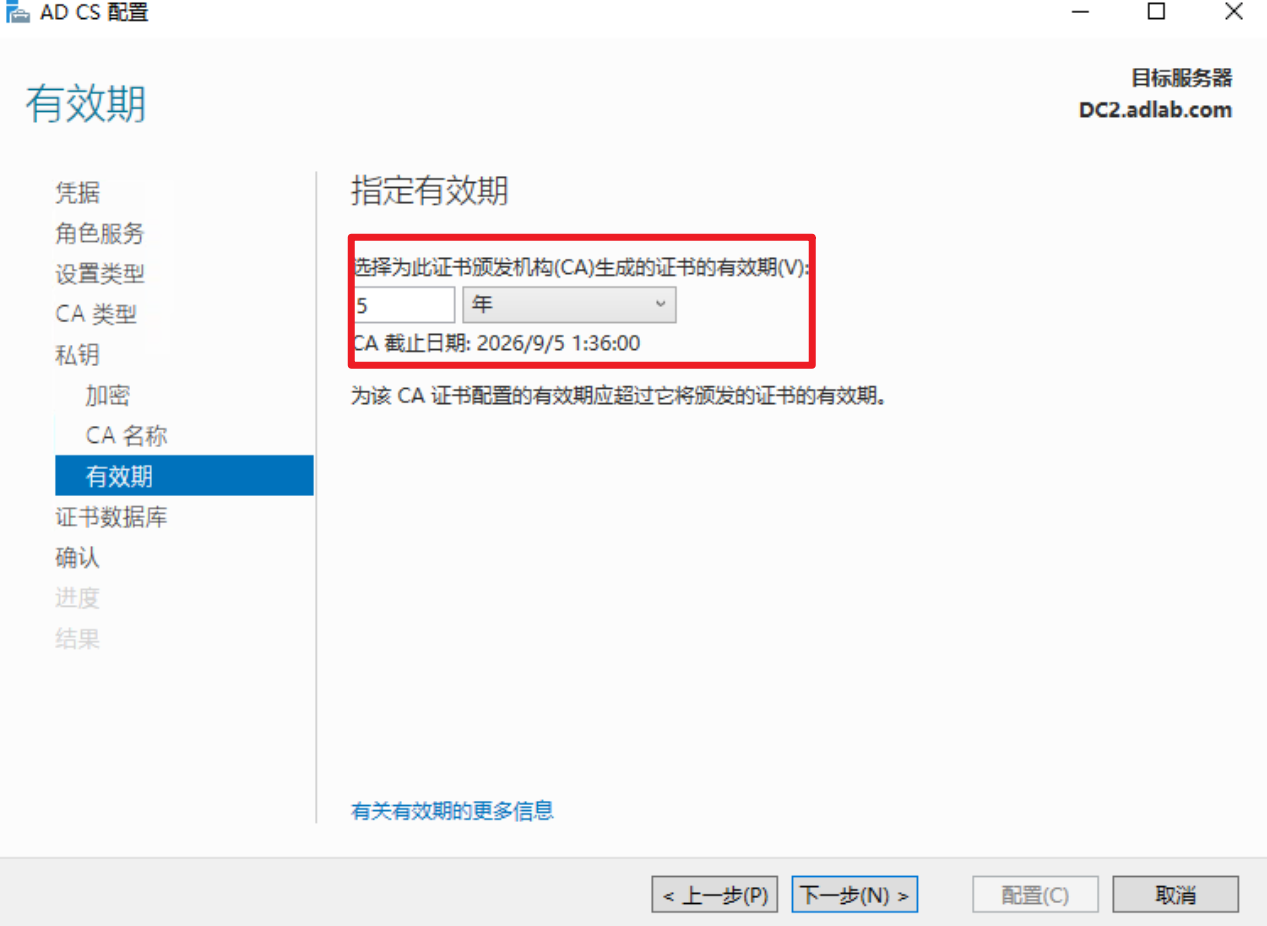 AD CS 配置
有效期
目标服务器
DC2.adlab.com
凭据
角色服务
设置类型
CA 类型
私钥
加密
CA 名称
有效期
证书数据库
确认
进度
结果
指定有效期
选择为此证书颁发机构(CA)生成的证书的有效期(V):
5 年
CA 截止日期: 2026/9/5 1:36:00
为该 CA 证书配置的有效期应超过它将颁发的证书的有效期。
有关有效期的更多信息
< 上一步(P) 下一步(N) > 配置(C) 取消